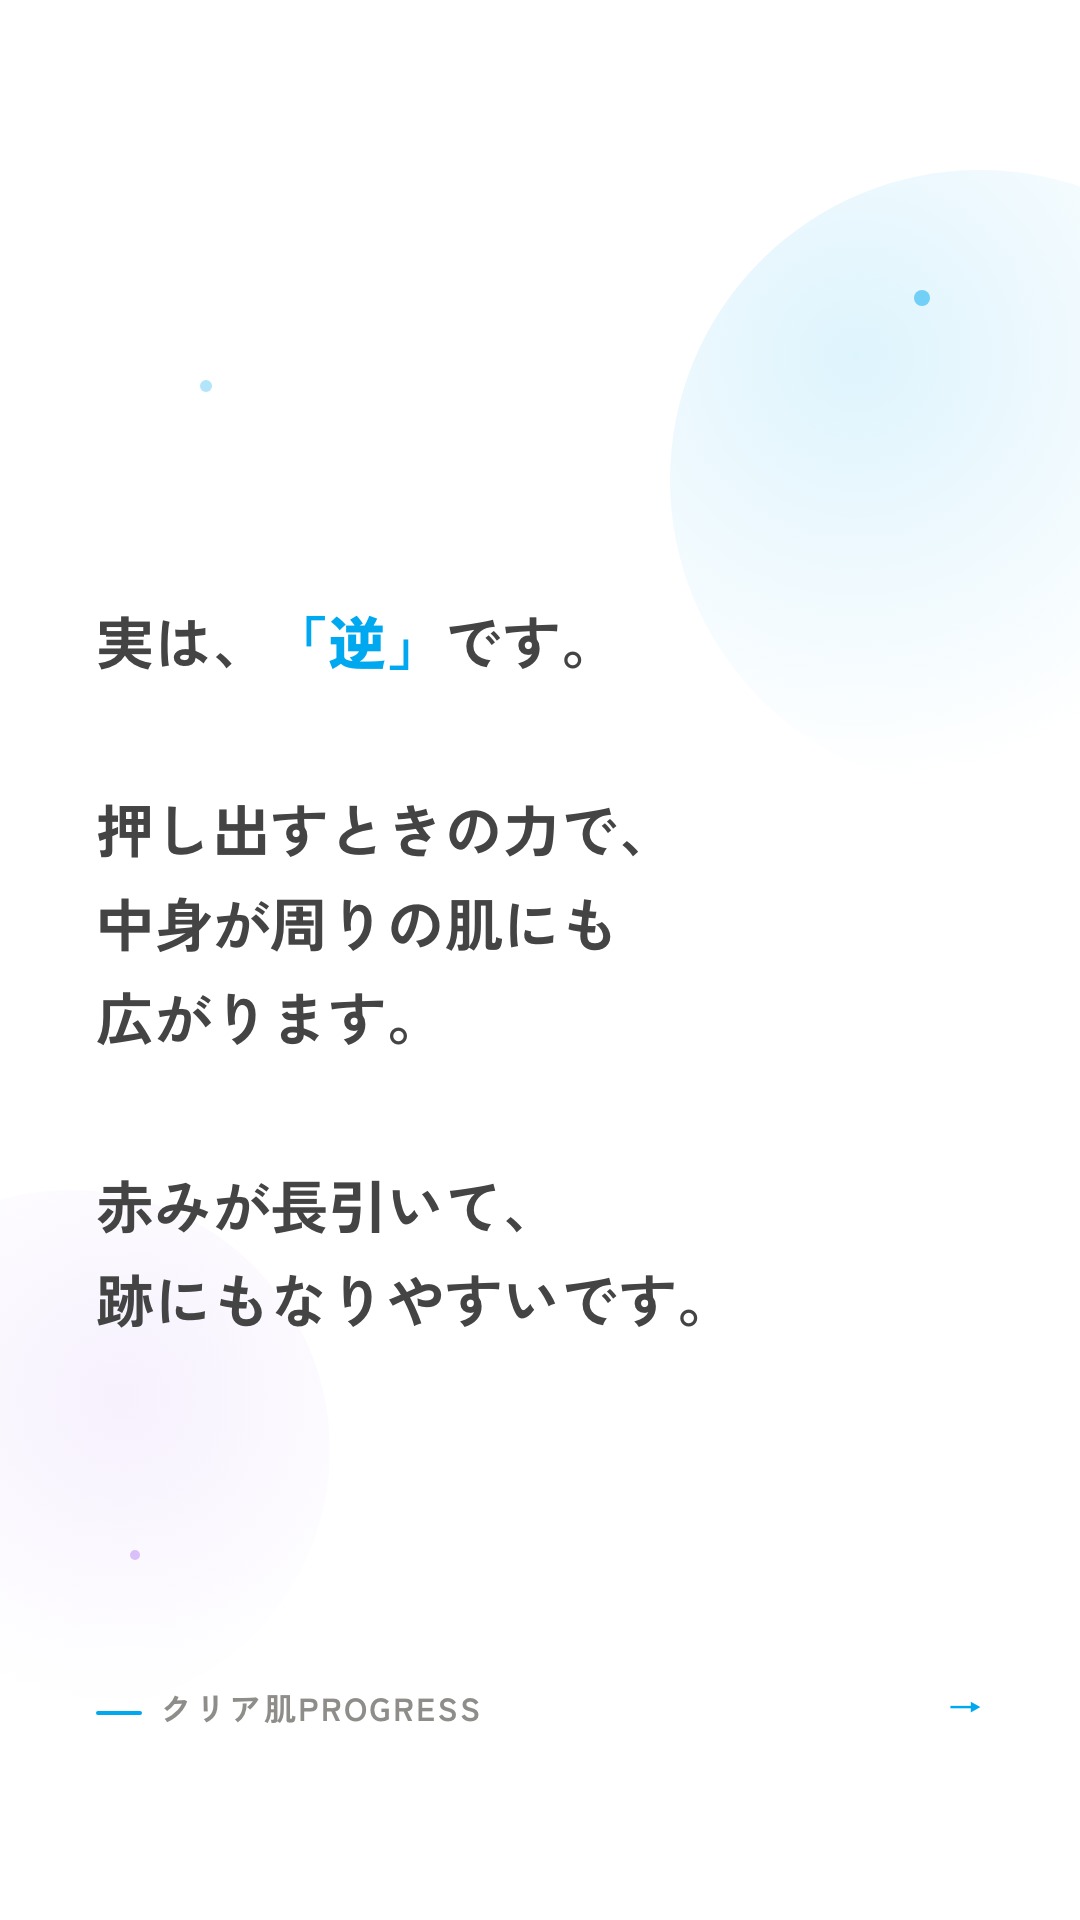 実は、「逆」です。
押し出すときの力で、
中身が周りの肌にも
広がります。
赤みが長引いて、
跡にもなりやすいです。
クリア肌PROGRESS
→